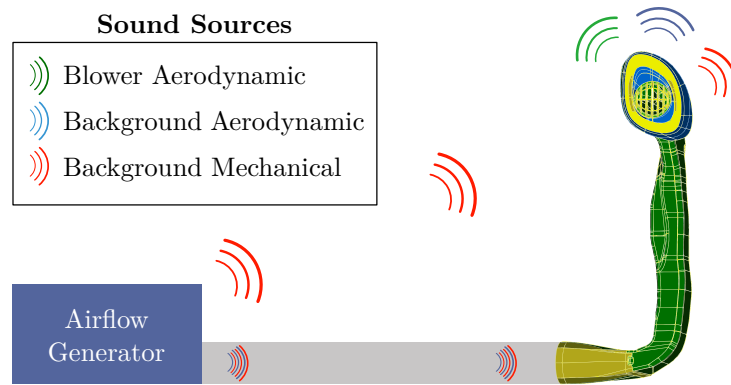 Sound Sources
Blower Aerodynamic
Background Aerodynamic
Background Mechanical
Airflow
Generator